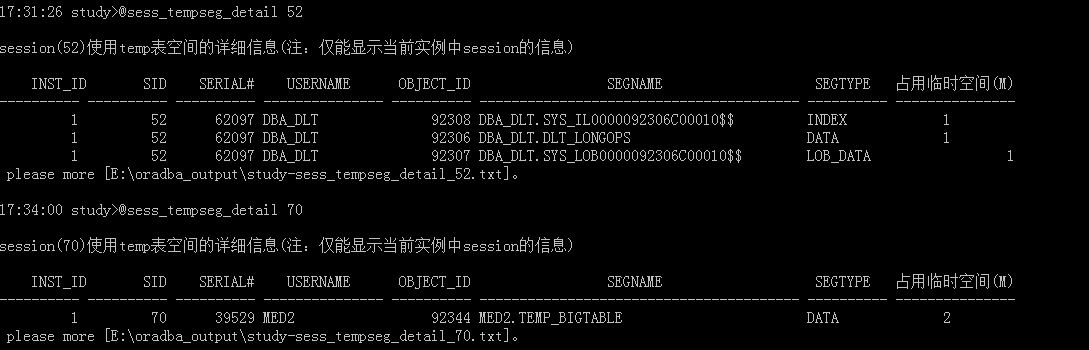 17:31:26 study>@sess_tempseg_detail 52
session(52)使用temp表空间的详细信息(注：仅能显示当前实例中session的信息)
INST_ID SID SERIAL# USERNAME OBJECT_ID SEGNAME SEGTYPE 占用临时空间(M)
---------- ---------- ---------- --------------- ---------- ---------------------------------------- ---------- ---------------
1 52 62097 DBA_DLT 92308 DBA_DLT.SYS_IL0000092306C00010$$ INDEX 1
1 52 62097 DBA_DLT 92306 DBA_DLT.DLT_LONGOPS DATA 1
1 52 62097 DBA_DLT 92307 DBA_DLT.SYS_LOB0000092306C00010$$ LOB_DATA 1
please more [E:\oradba_output\study-sess_tempseg_detail_52.txt]。
17:34:00 study>@sess_tempseg_detail 70
session(70)使用temp表空间的详细信息(注：仅能显示当前实例中session的信息)
INST_ID SID SERIAL# USERNAME OBJECT_ID SEGNAME SEGTYPE 占用临时空间(M)
---------- ---------- ---------- --------------- ---------- ---------------------------------------- ---------- ---------------
1 70 39529 MED2 92344 MED2.TEMP_BIGTABLE DATA 2
please more [E:\oradba_output\study-sess_tempseg_detail_70.txt]。